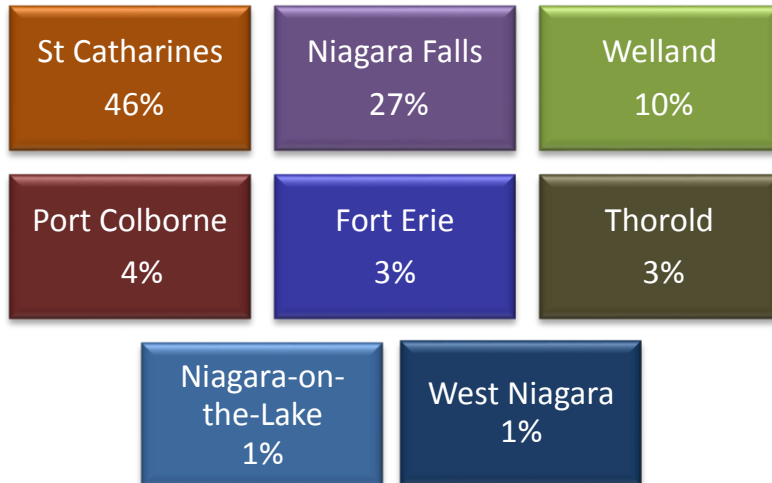 St Catharines
46%
Niagara Falls
27%
Welland
10%
Port Colborne
4%
Fort Erie
3%
Thorold
3%
Niagara-on-
the-Lake
1%
West Niagara
1%